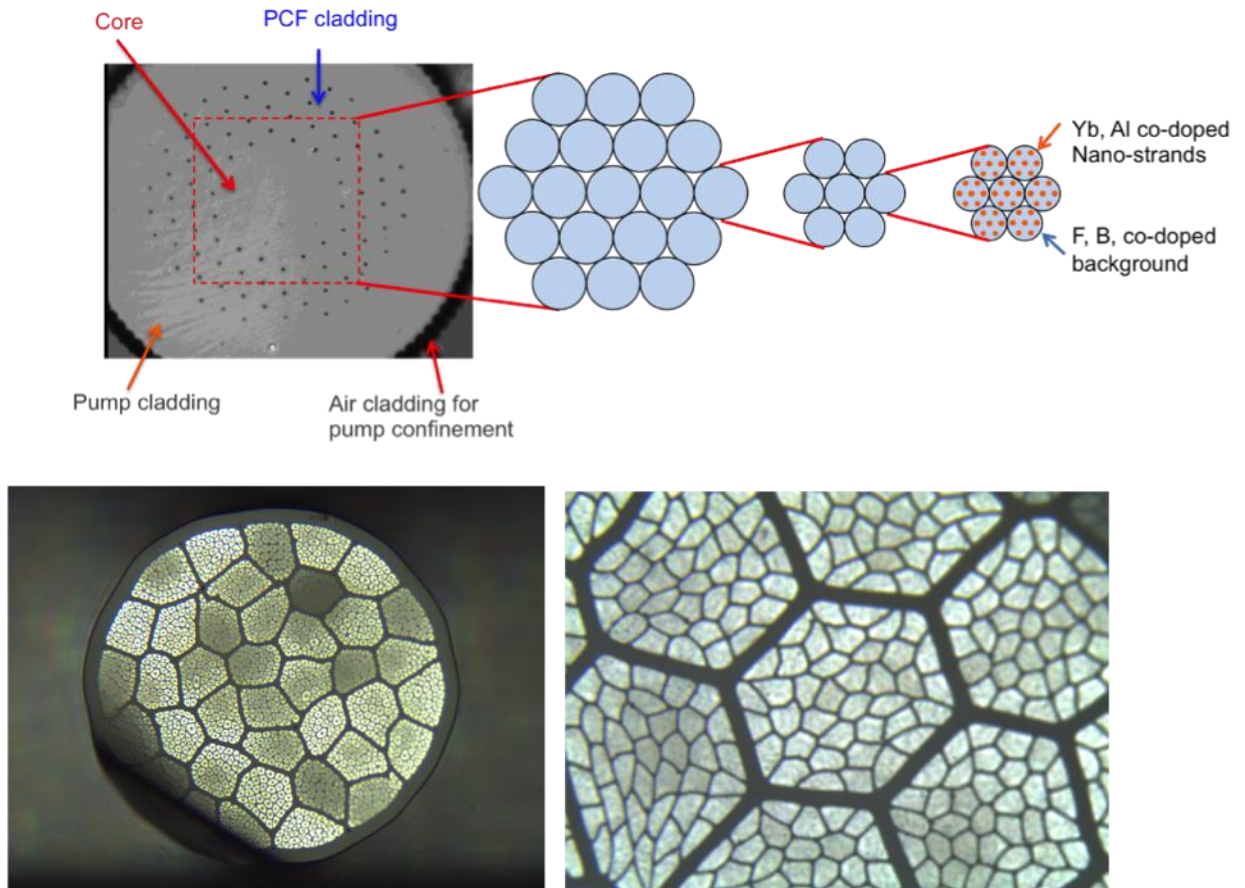 Core
PCF cladding
Yb, Al co-doped
Nano-strands
F, B, co-doped
background
Pump cladding
Air cladding for
pump confinement